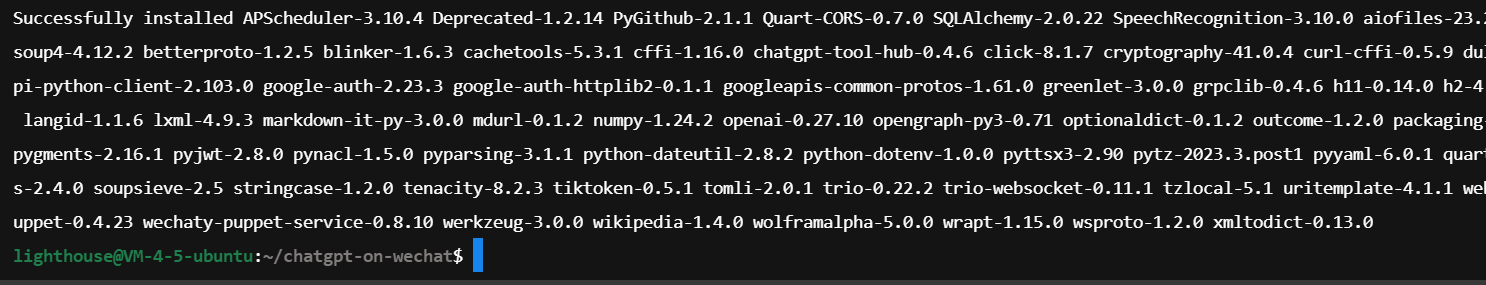 Successfully installed APScheduler-3.10.4 Deprecated-1.2.14 PyGithub-2.1.1 Quart-CORS-0.7.0 SQLAlchemy-2.0.22 SpeechRecognition-3.10.0 aiofiles-23.2
soup4-4.12.2 betterproto-1.2.5 blinker-1.6.3 cachetools-5.3.1 cffi-1.16.0 chatgpt-tool-hub-0.4.6 click-8.1.7 cryptography-41.0.4 curl-cffi-0.5.9 dul
pi-python-client-2.103.0 google-auth-2.23.3 google-auth-httplib2-0.1.1 googleapis-common-protos-1.61.0 greenlet-3.0.0 grpclib-0.4.6 h11-0.14.0 h2-4
langid-1.1.6 lxml-4.9.3 markdown-it-py-3.0.0 mdurl-0.1.2 numpy-1.24.2 openai-0.27.10 opengraph-py3-0.71 optionaldict-0.1.2 outcome-1.2.0 packaging-
pygments-2.16.1 pyjwt-2.8.0 pynacl-1.5.0 pyparsing-3.1.1 python-dateutil-2.8.2 python-dotenv-1.0.0 pyttsx3-2.90 pytz-2023.3.post1 pyyaml-6.0.1 quart
s-2.4.0 soupsieve-2.5 stringcase-1.2.0 tenacity-8.2.3 tiktoken-0.5.1 tomli-2.0.1 trio-0.22.2 trio-websocket-0.11.1 tzlocal-5.1 uritemplate-4.1.1 web
uppet-0.4.23 wechaty-puppet-service-0.8.10 werkzeug-3.0.0 wikipedia-1.4.0 wolframalpha-5.0.0 wrapt-1.15.0 wsproto-1.2.0 xmltodict-0.13.0
lighthouse@VM-4-5-ubuntu:~/chatgpt-on-wechat$